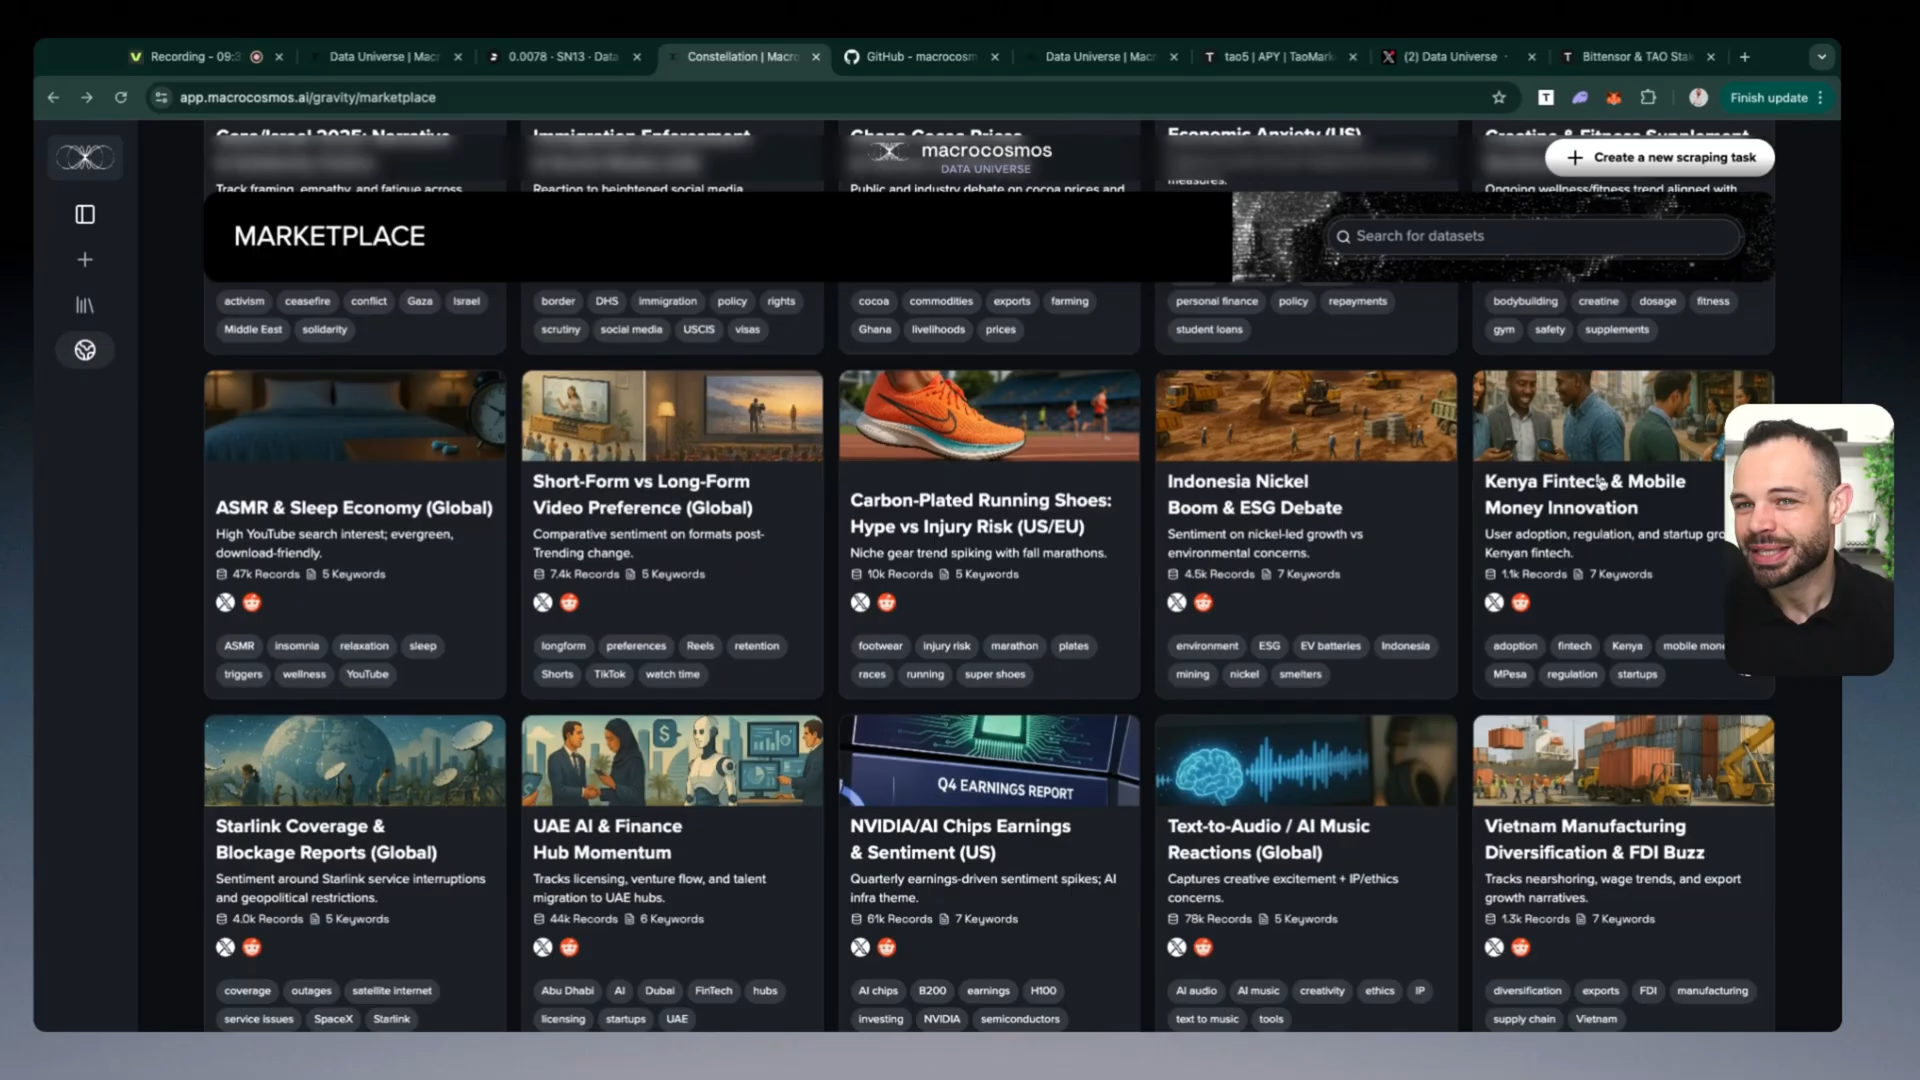 Recording - 09:3
Data Universe | Macr
0.0078 · SN13 · Data
Constellation | Macro
GitHub - macrocosm
Data Universe | Macr
tao5 | APY | TaoMark
(2) Data Universe
Bittensor & TAO Sta
app.macrocosmos.ai/gravity/marketplace
Finish update
Gaza/Israel 2025: Narrative
Immigration Enforcement
Ghana Cocoa Prices
Economic Anxiety (US)
Creatine & Fitness Supplement
macrocosmos
DATA UNIVERSE
Create a new scraping task
Track framing, empathy, and fatigue across
Reaction to heightened social media
Public and industry debate on cocoa prices and
measures.
Ongoing wellness/fitness trend aligned with
MARKETPLACE
Search for datasets
activism ceasefire conflict Gaza Israel
Middle East solidarity
border DHS immigration policy rights
scrutiny social media USCIS visas
cocoa commodities exports farming
Ghana livelihoods prices
personal finance policy repayments
student loans
bodybuilding creatine dosage fitness
gym safety supplements
ASMR & Sleep Economy (Global)
High YouTube search interest; evergreen,
download-friendly.
47k Records 5 Keywords
ASMR insomnia relaxation sleep
triggers wellness YouTube
Short-Form vs Long-Form
Video Preference (Global)
Comparative sentiment on formats post-
Trending change.
7.4k Records 5 Keywords
longform preferences Reels retention
Shorts TikTok watch time
Carbon-Plated Running Shoes:
Hype vs Injury Risk (US/EU)
Niche gear trend spiking with fall marathons.
10k Records 5 Keywords
footwear injury risk marathon plates
races running super shoes
Indonesia Nickel
Boom & ESG Debate
Sentiment on nickel-led growth vs
environmental concerns.
4.5k Records 7 Keywords
environment ESG EV batteries Indonesia
mining nickel smelters
Kenya Fintech & Mobile
Money Innovation
User adoption, regulation, and startup gro
Kenyan fintech.
1.1k Records 7 Keywords
adoption fintech Kenya mobile mone
MPesa regulation startups
Starlink Coverage &
Blockage Reports (Global)
Sentiment around Starlink service interruptions
and geopolitical restrictions.
4.0k Records 5 Keywords
coverage outages satellite internet
service issues SpaceX Starlink
UAE AI & Finance
Hub Momentum
Tracks licensing, venture flow, and talent
migration to UAE hubs.
44k Records 6 Keywords
Abu Dhabi AI Dubai FinTech hubs
licensing startups UAE
Q4 EARNINGS REPORT
NVIDIA/AI Chips Earnings
& Sentiment (US)
Quarterly earnings-driven sentiment spikes; AI
infra theme.
61k Records 7 Keywords
AI chips B200 earnings H100
investing NVIDIA semiconductors
Text-to-Audio / AI Music
Reactions (Global)
Captures creative excitement + IP/ethics
concerns.
78k Records 5 Keywords
AI audio AI music creativity ethics IP
text to music tools
Vietnam Manufacturing
Diversification & FDI Buzz
Tracks nearshoring, wage trends, and export
growth narratives.
1.3k Records 7 Keywords
diversification exports FDI manufacturing
supply chain Vietnam